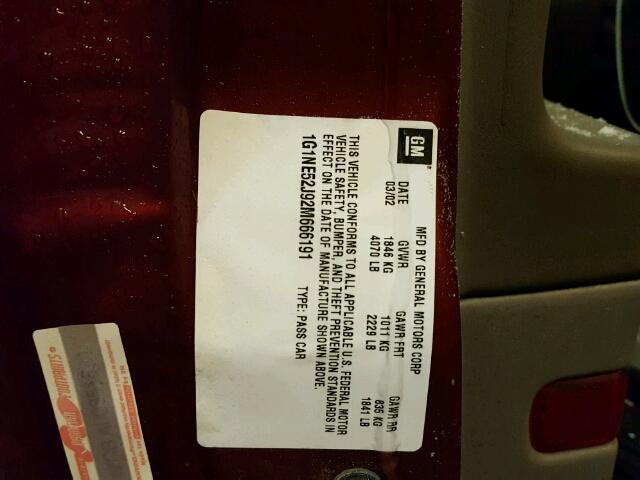 GM
MFD BY GENERAL MOTORS CORP
DATE GVWR GAWR FRT GAWR RR
03/02 1846 KG 1011 KG 835 KG
4070 LB 2229 LB 1841 LB
THIS VEHICLE CONFORMS TO ALL APPLICABLE U.S. FEDERAL MOTOR
VEHICLE SAFETY, BUMPER, AND THEFT PREVENTION STANDARDS IN
EFFECT ON THE DATE OF MANUFACTURE SHOWN ABOVE.
1G1NE52J92M666191 TYPE: PASS CAR